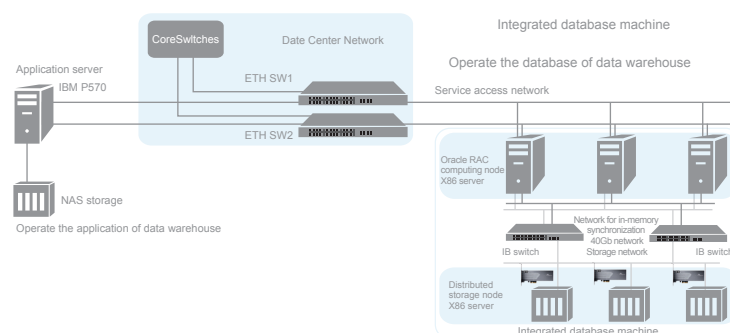 CoreSwltches
Date Center Network
Integrated database machine
Application server
IBM P570
ETH SW1
Operate the database of data warehouse
Service access network
ETH SW2
Oracle RAC
computing node
X86 server
NAS storage
Operate the application of data warehouse
Network for in-memory
synchronization
40Gb network
Storage network
IB switch
IB switch
Distributed
storage node
X86 server
Integrated database machine